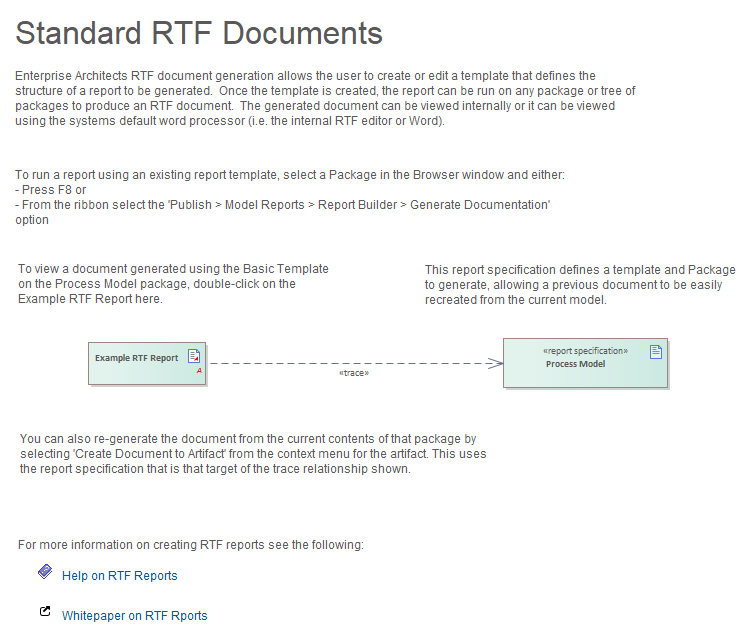 Standard RTF Documents
Enterprise Architects RTF document generation allows the user to create or edit a template that defines the
structure of a report to be generated.  Once the template is created, the report can be run on any package or tree of
packages to produce an RTF document.  The generated document can be viewed internally or it can be viewed
using the systems default word processor (i.e. the internal RTF editor or Word).
To run a report using an existing report template, select a Package in the Browser window and either:
- Press F8 or
- From the ribbon select the 'Publish > Model Reports > Report Builder > Generate Documentation'
option
To view a document generated using the Basic Template
on the Process Model package, double-click on the
Example RTF Report here.
This report specification defines a template and Package
to generate, allowing a previous document to be easily
recreated from the current model.
Example RTF Report
A
«trace»
«report specification»
Process Model
You can also re-generate the document from the current contents of that package by
selecting 'Create Document to Artifact' from the context menu for the artifact. This uses
the report specification that is that target of the trace relationship shown.
For more information on creating RTF reports see the following:
Help on RTF Reports
Whitepaper on RTF Rports